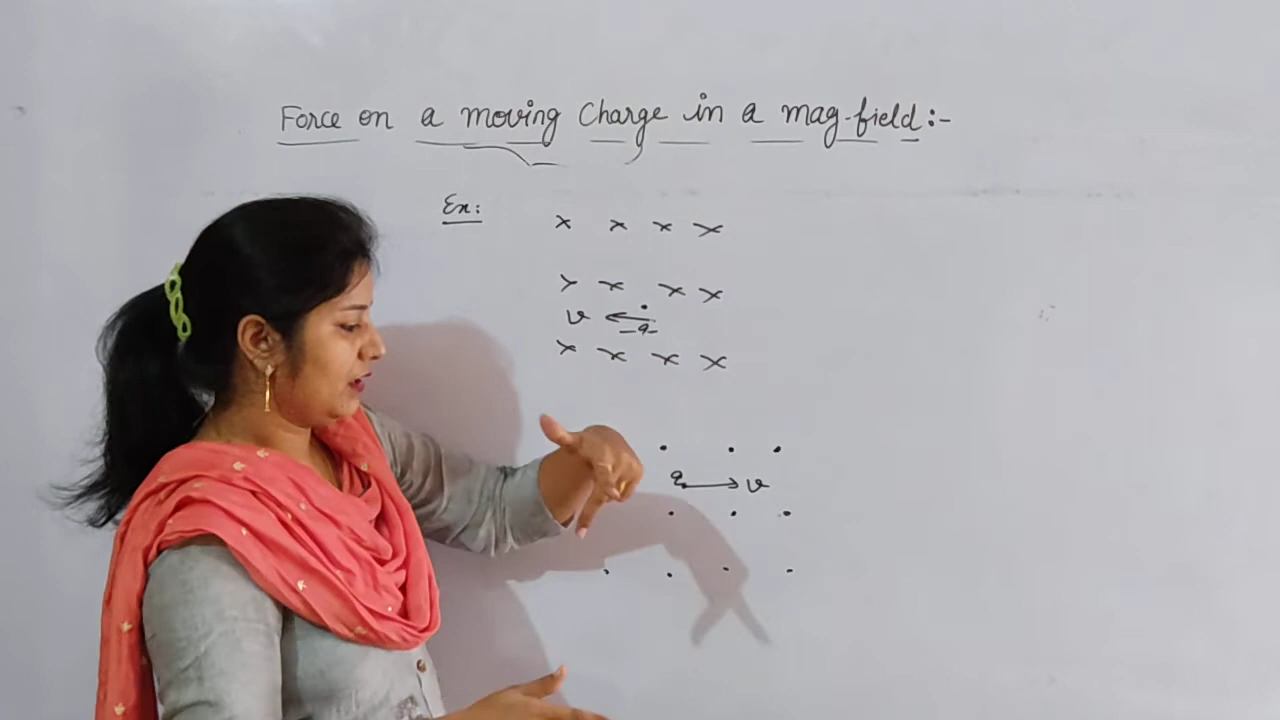 Force on a moving Charge in a mag. field :-
Ex:
× × × ×
× × × ×
v ← -q
× × × ×
. . .
q → v
. . .
. . . .